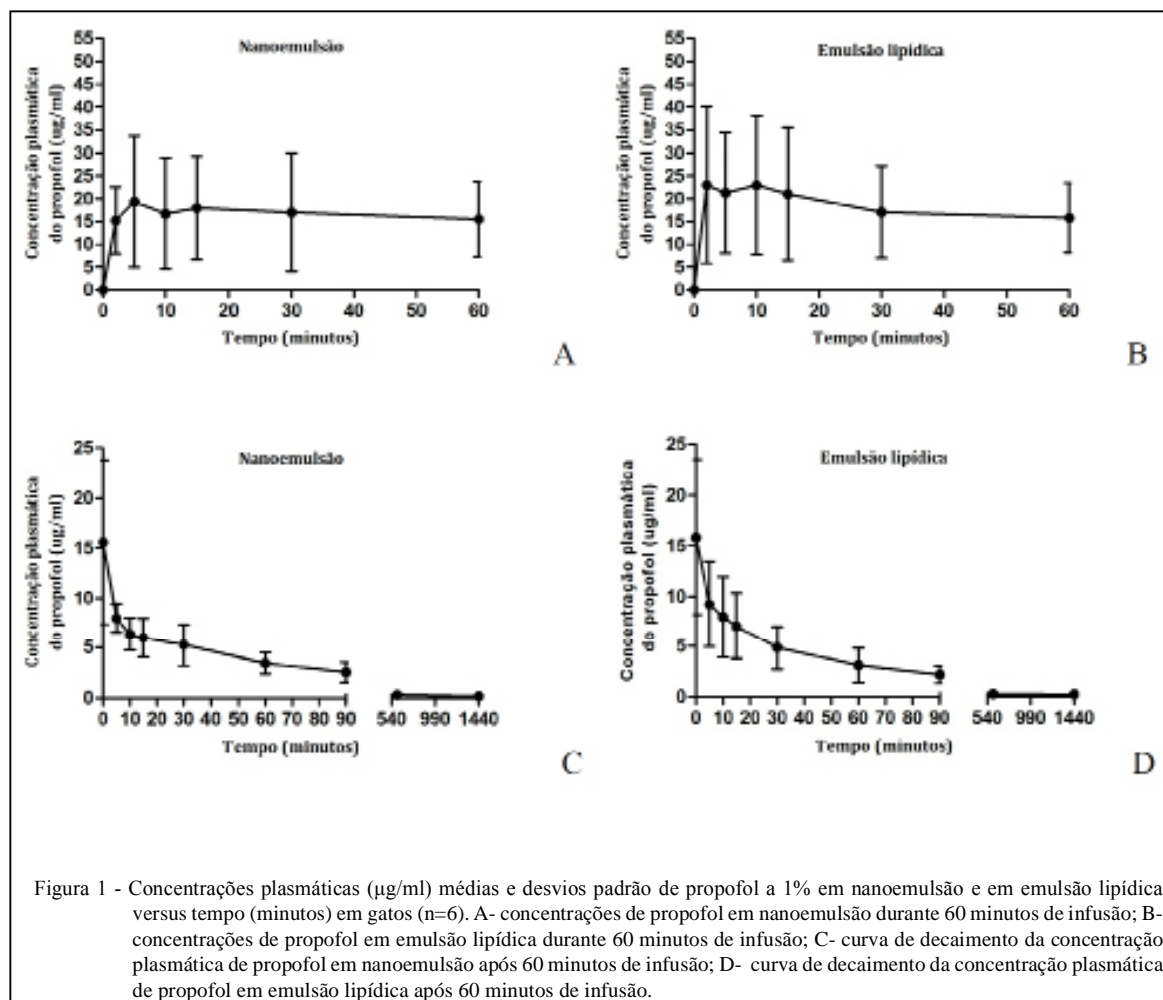 Nanoemulsão
Concentração plasmática
do propofol (ug/ml)
55
50
45
40
35
30
25
20
15
10
5
0
0 10 20 30 40 50 60
Tempo (minutos)
A
Emulsão lipídica
Concentração plasmática
do propofol (ug/ml)
55
50
45
40
35
30
25
20
15
10
5
0
0 10 20 30 40 50 60
Tempo (minutos)
B
Nanoemulsão
Concentração plasmática
do propofol (ug/ml)
25
20
15
10
5
0
0 10 20 30 40 50 60 70 80 90
540 990 1440
Tempo (minutos)
C
Emulsão lipídica
Concentração plasmática
do propofol (ug/ml)
25
20
15
10
5
0
0 10 20 30 40 50 60 70 80 90
540 990 1440
Tempo (minutos)
D
Figura 1 - Concentrações plasmáticas (μg/ml) médias e desvios padrão de propofol a 1% em nanoemulsão e em emulsão lipídica
versus tempo (minutos) em gatos (n=6). A- concentrações de propofol em nanoemulsão durante 60 minutos de infusão; B-
concentrações de propofol em emulsão lipídica durante 60 minutos de infusão; C- curva de decaimento da concentração
plasmática de propofol em nanoemulsão após 60 minutos de infusão; D- curva de decaimento da concentração plasmática
de propofol em emulsão lipídica após 60 minutos de infusão.